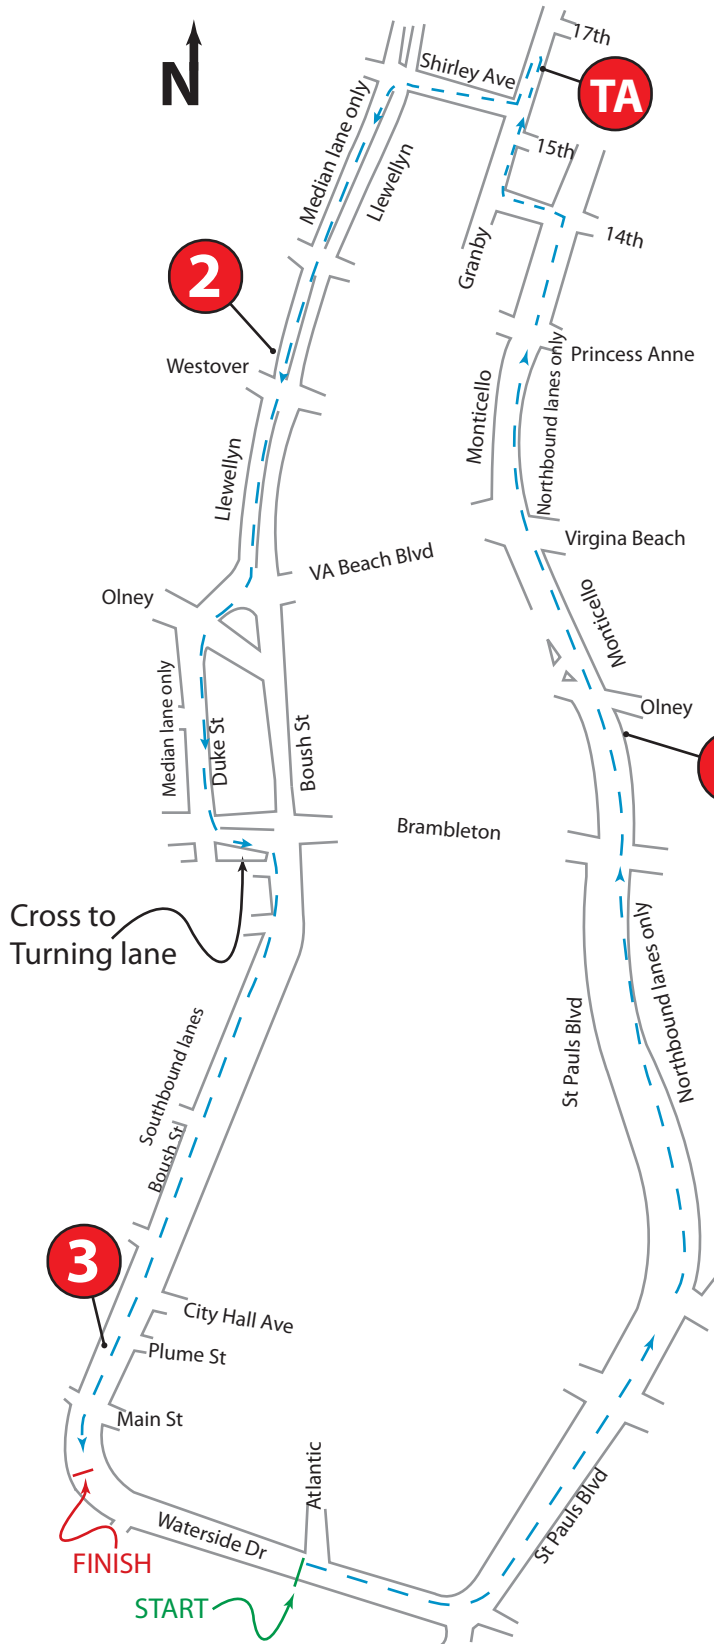 17th
N
Shirley Ave
TA
Median lane only
15th
Llewellyn
14th
Granby
2
Westover
Princess Anne
Monticello
Northbound lanes only
Llewellyn
Virgina Beach
VA Beach Blvd
Olney
Monticello
Median lane only
Duke St
Boush St
Olney
Brambleton
Cross to
Turning lane
Northbound lanes only
St Pauls Blvd
Southbound lanes
Boush St
3
City Hall Ave
Plume St
Main St
Atlantic
Waterside Dr
St Pauls Blvd
FINISH
START